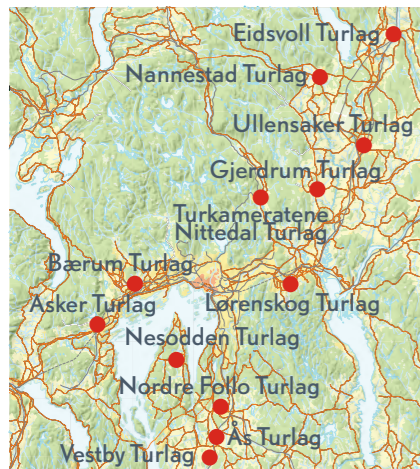 Eidsvoll Turlag
Nannestad Turlag
Ullensaker Turlag
Gjerdrum Turlag
Turkameratene
Nittedal Turlag
Bærum Turlag
Lørenskog Turlag
Asker Turlag
Nesodden Turlag
Nordre Follo Turlag
Ås Turlag
Vestby Turlag